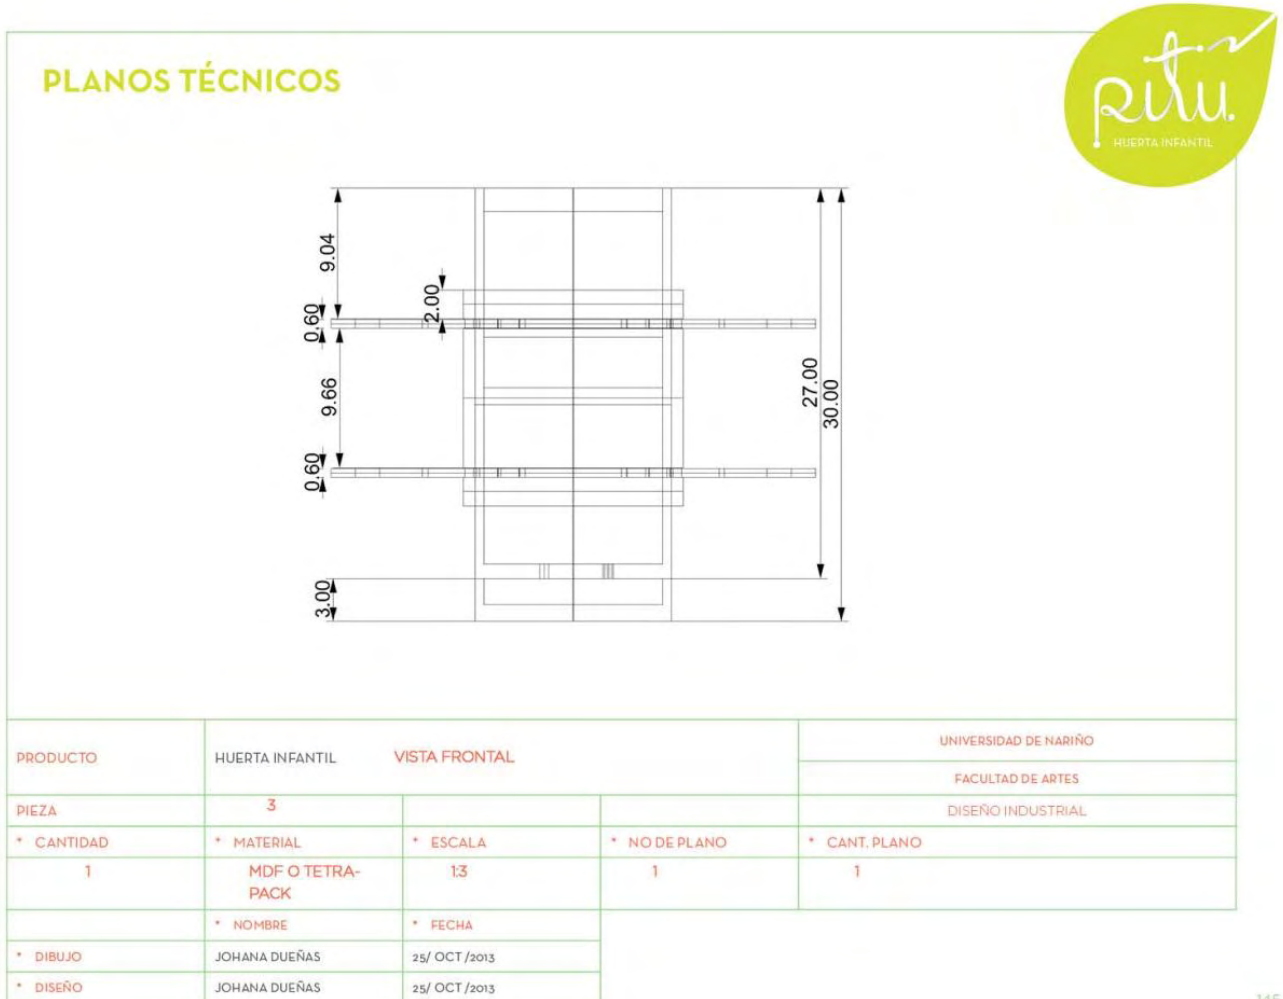 PLANOS TÉCNICOS
Ritu.
HUERTA INFANTIL
9.04
2.00
0.60
9.66
27.00
30.00
0.60
3.00
PRODUCTO
HUERTA INFANTIL
VISTA FRONTAL
UNIVERSIDAD DE NARIÑO
FACULTAD DE ARTES
PIEZA
3
DISEÑO INDUSTRIAL
* CANTIDAD
* MATERIAL
* ESCALA
* NO DE PLANO
* CANT. PLANO
1
MDF O TETRA-
PACK
1:3
1
1
* NOMBRE
* FECHA
* DIBUJO
JOHANA DUEÑAS
25/ OCT /2013
* DISEÑO
JOHANA DUEÑAS
25/ OCT /2013